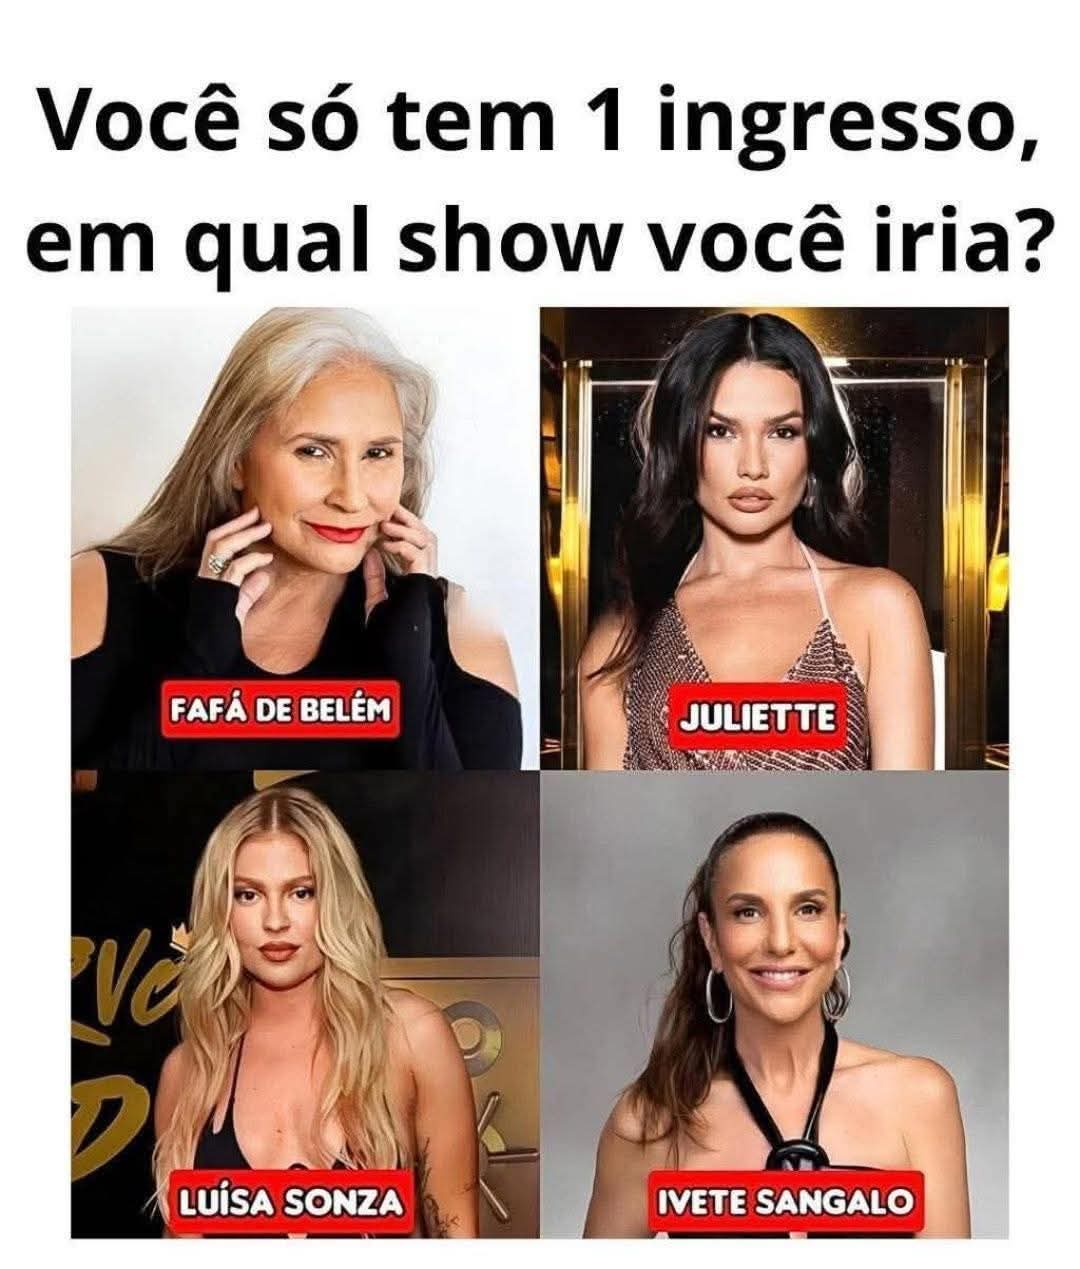 Você só tem 1 ingresso,
em qual show você iria?
FAFÁ DE BELÉM
JULIETTE
LUÍSA SONZA
IVETE SANGALO